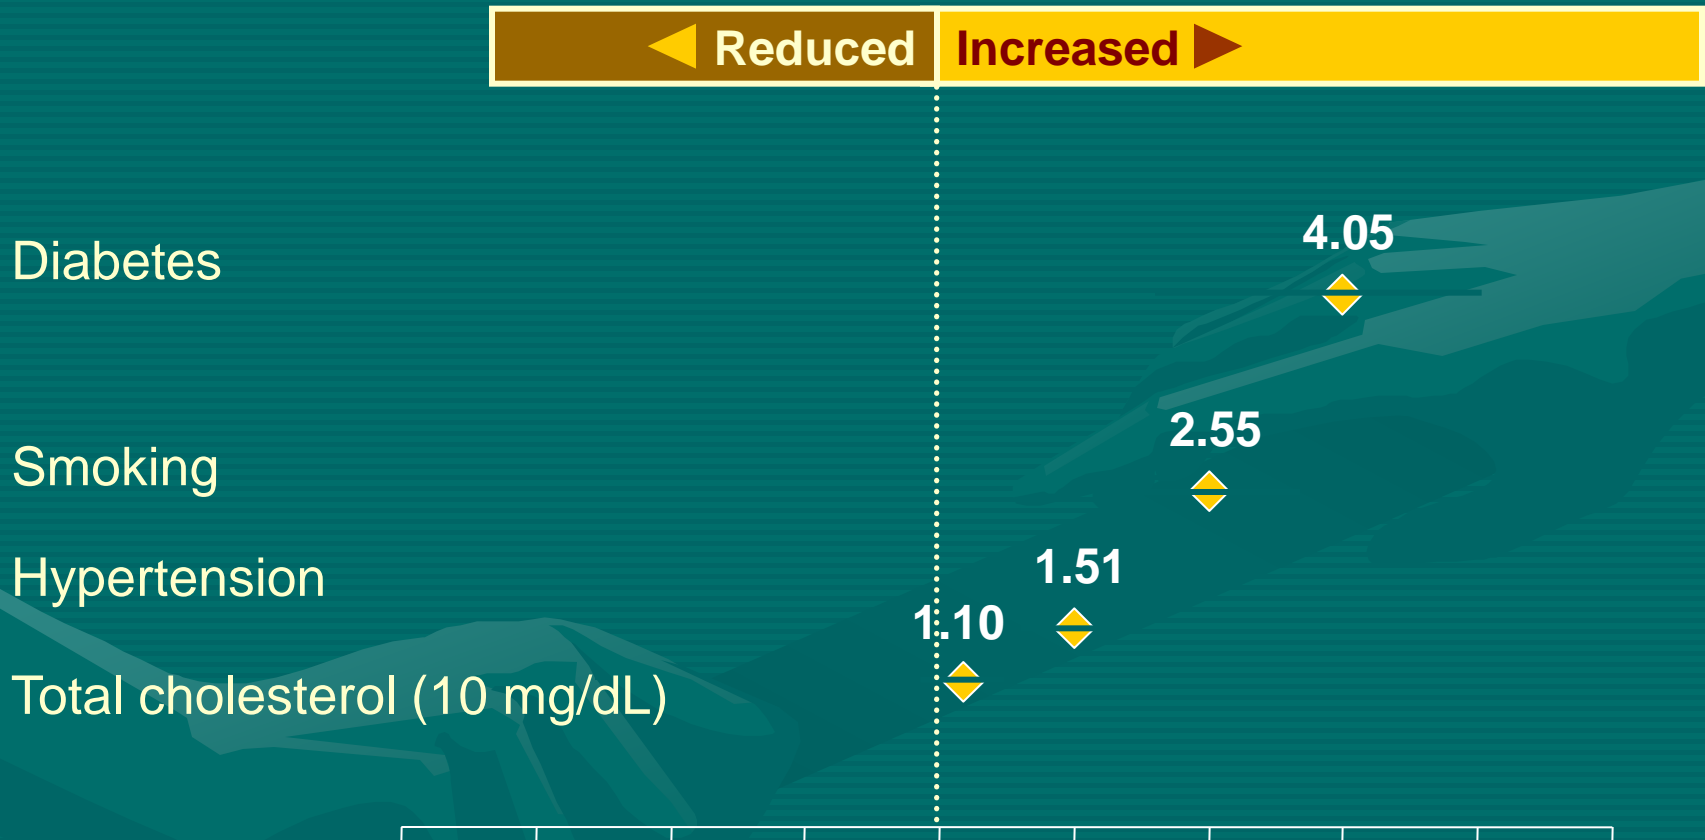 Reduced Increased
Diabetes
4.05
Smoking
2.55
Hypertension
1.51
1.10
Total cholesterol (10 mg/dL)